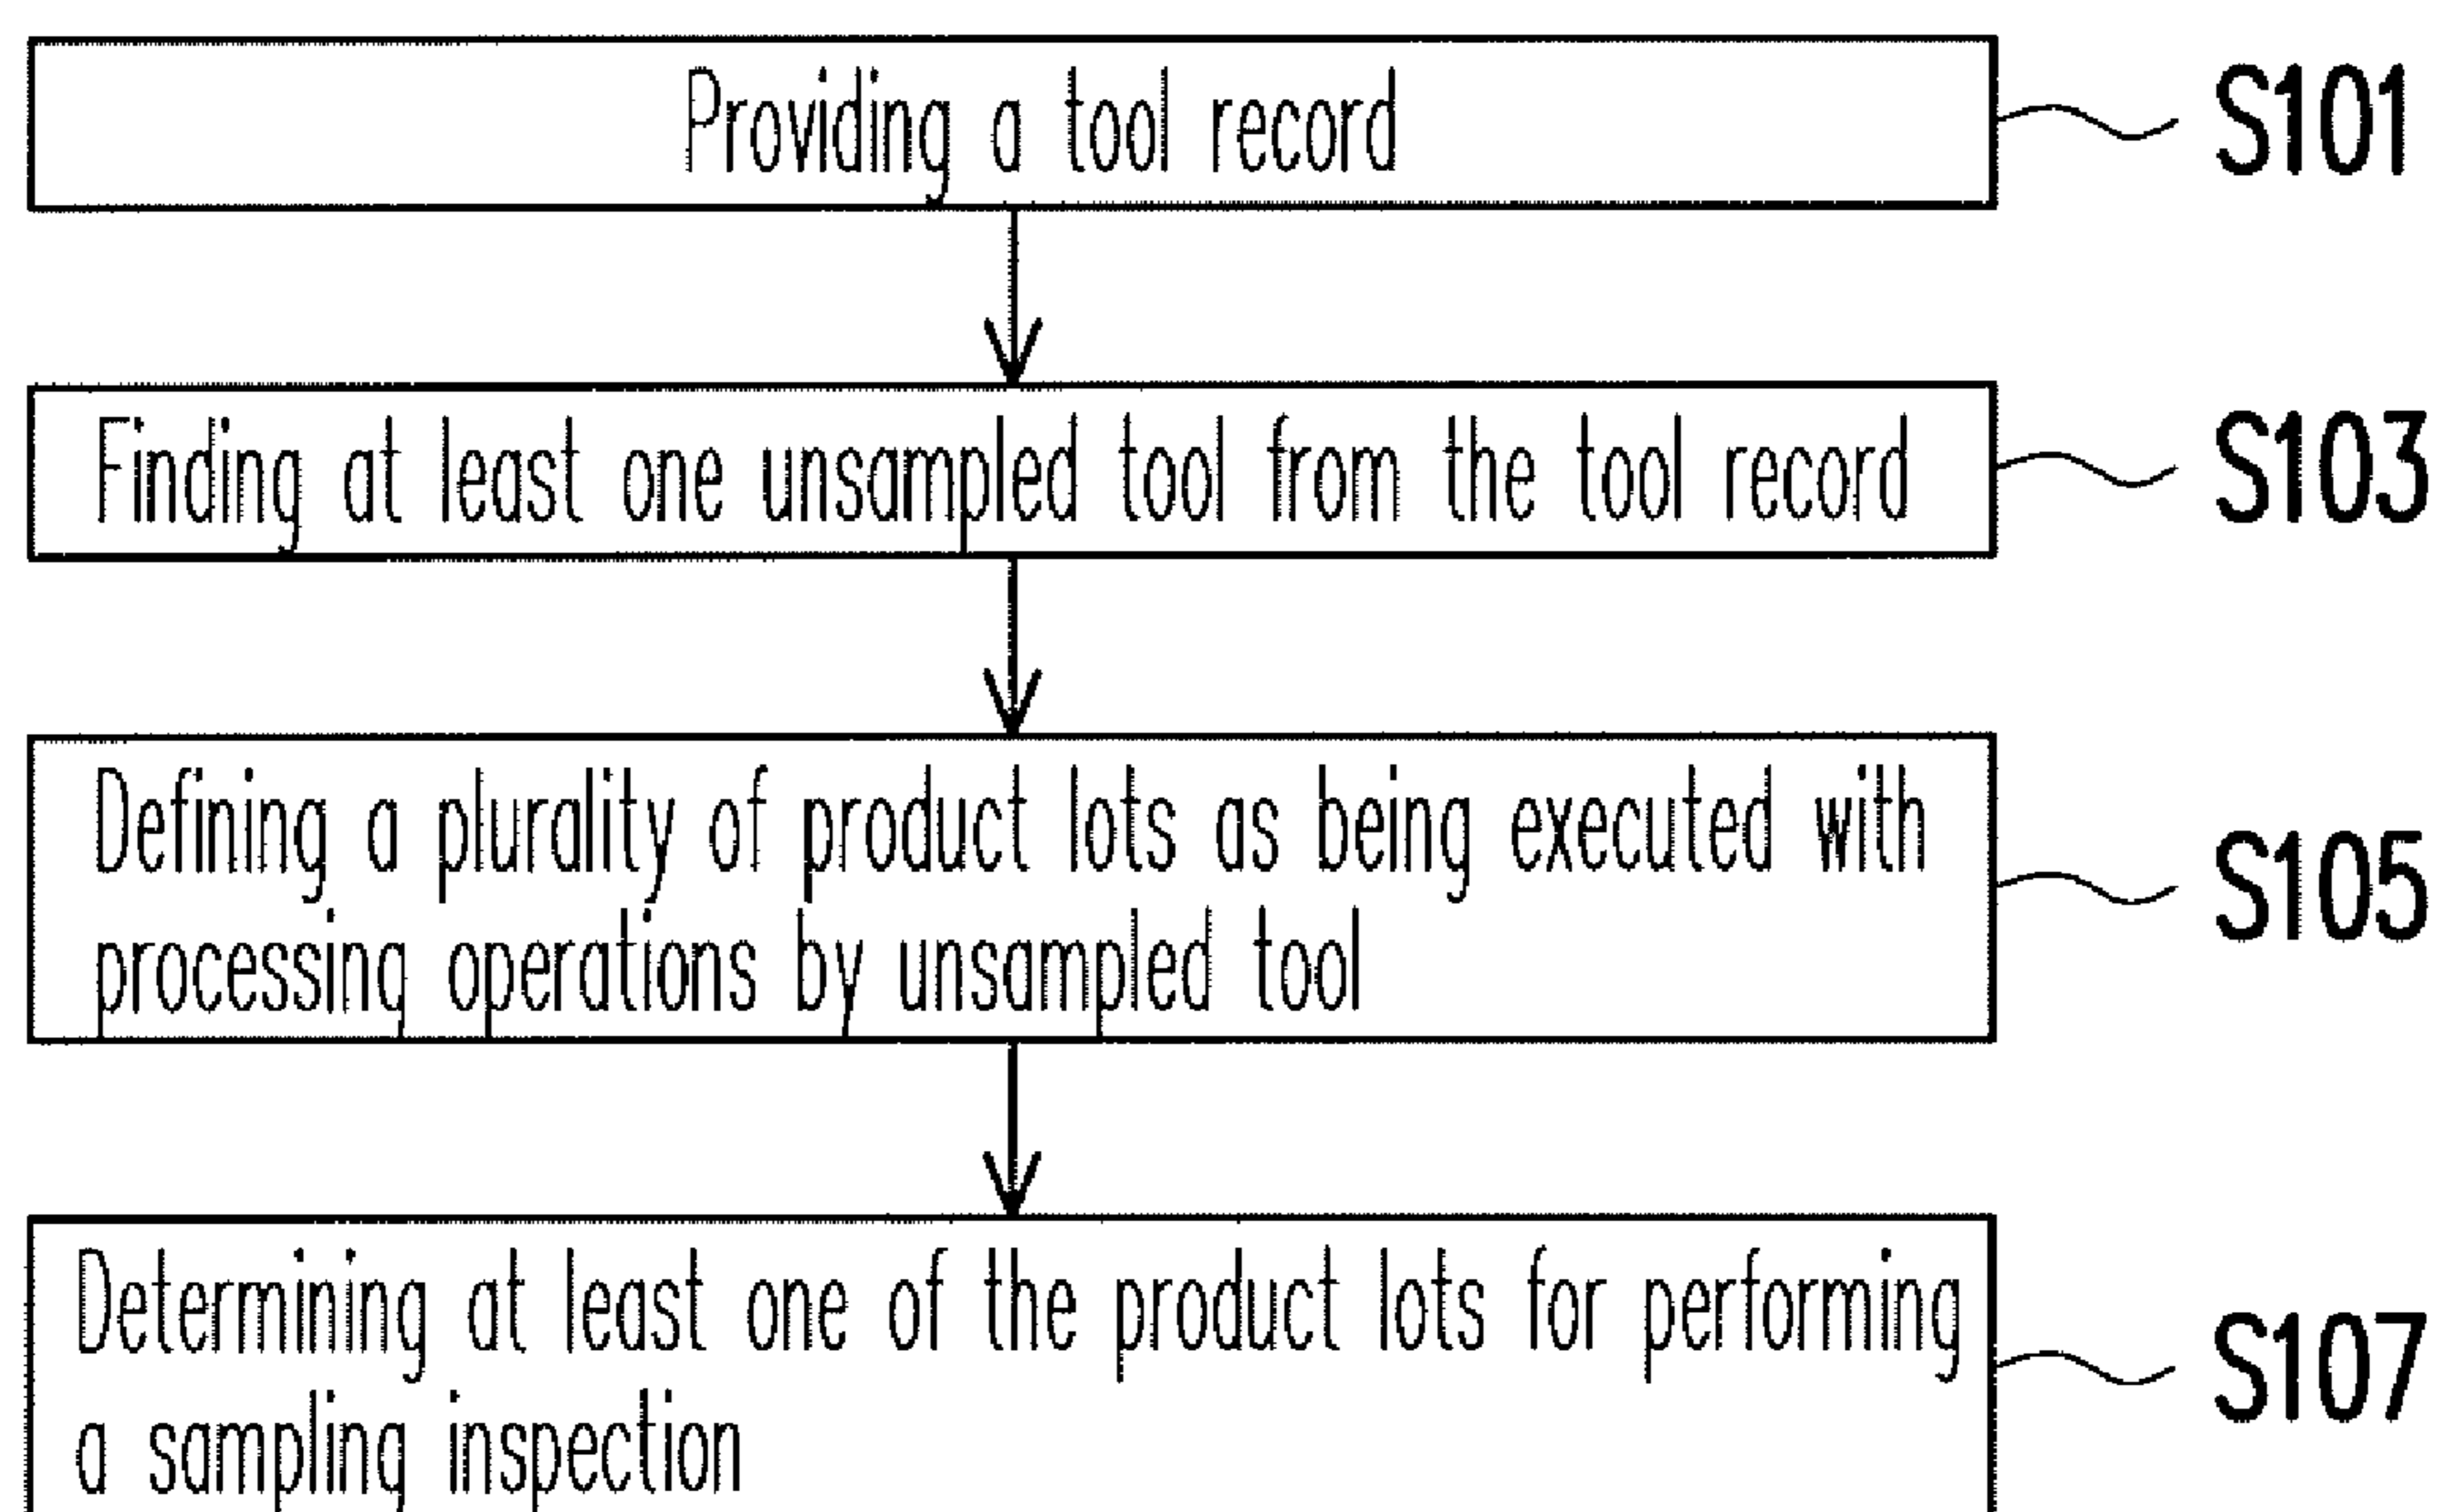 Providing a tool record
S101
Finding at least one unsampled tool from the tool record
S103
Defining a plurality of product lots as being executed with
processing operations by unsampled tool
S105
Determining at least one of the product lots for performing
a sampling inspection
S107